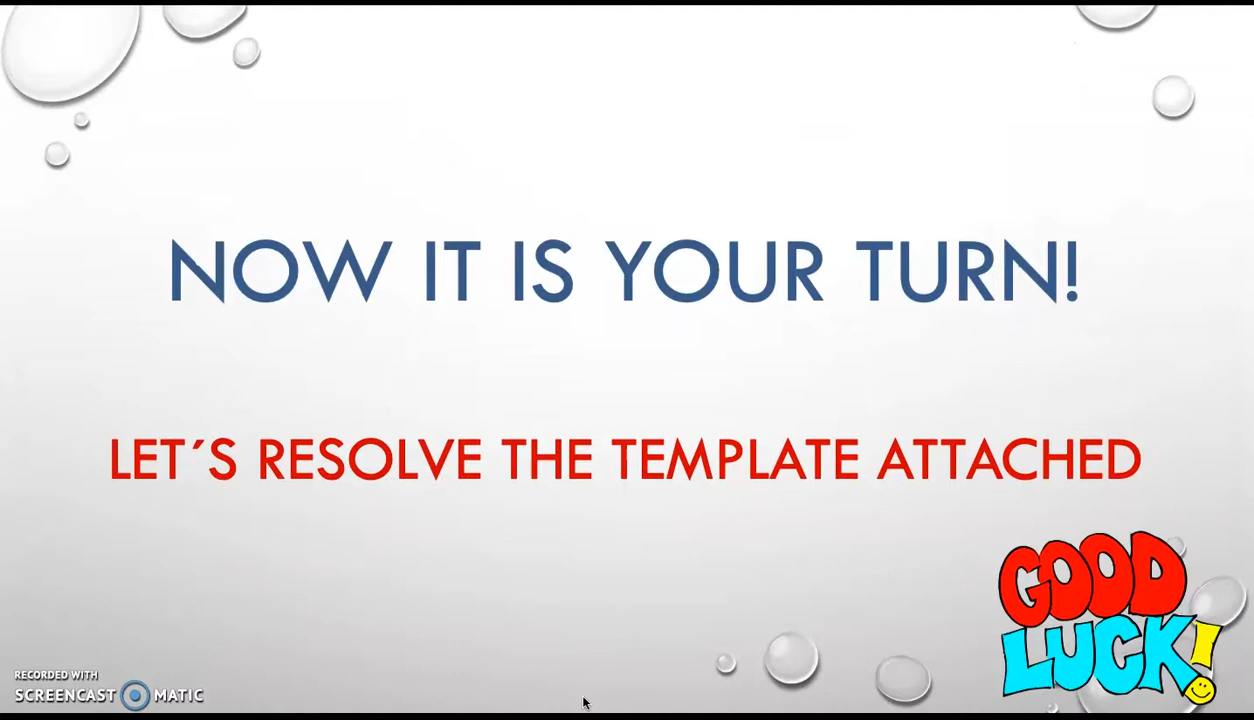 NOW IT IS YOUR TURN!
LET´S RESOLVE THE TEMPLATE ATTACHED
GOOD
LUCK!
RECORDED WITH
SCREENCAST MATIC